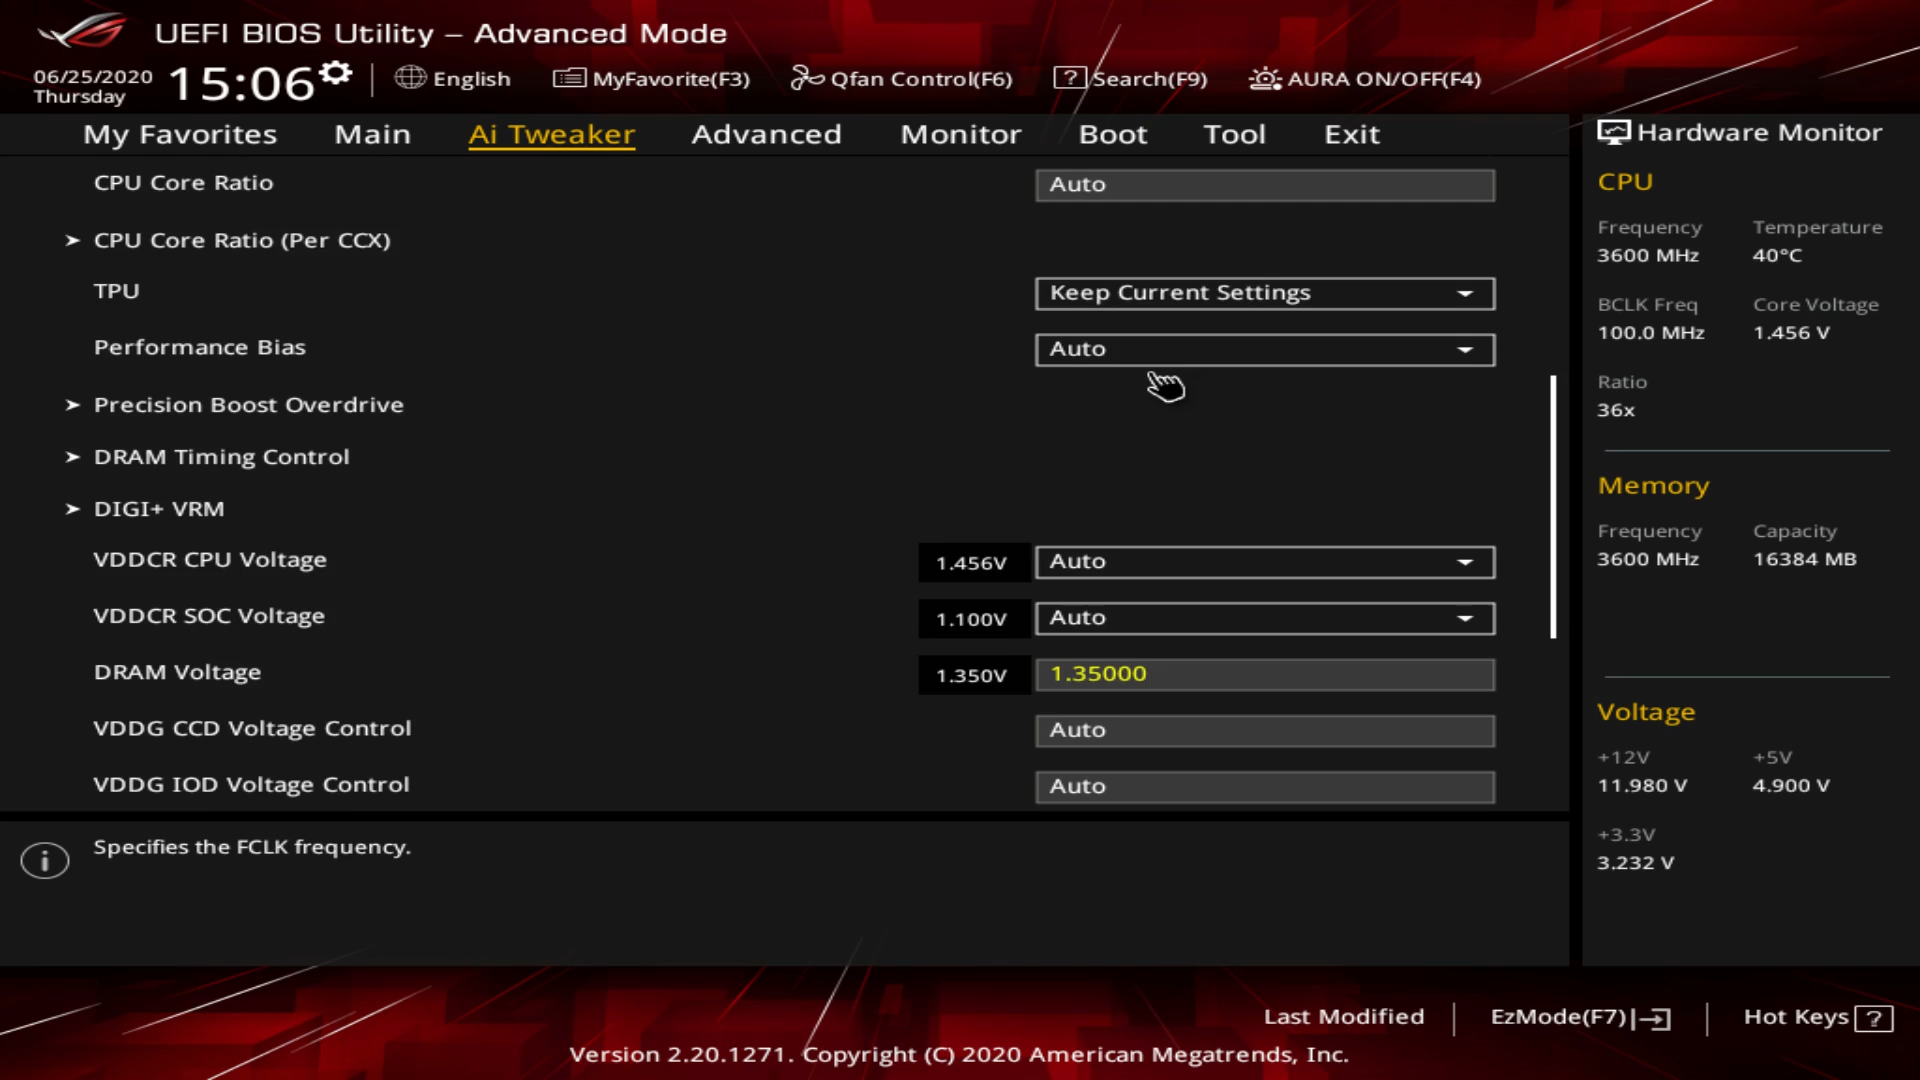 UEFI BIOS Utility – Advanced Mode
06/25/2020
Thursday
15:06
English
MyFavorite(F3)
Qfan Control(F6)
? Search(F9)
AURA ON/OFF(F4)
My Favorites
Main
Ai Tweaker
Advanced
Monitor
Boot
Tool
Exit
CPU Core Ratio
Auto
CPU Core Ratio (Per CCX)
TPU
Keep Current Settings
Performance Bias
Auto
Precision Boost Overdrive
DRAM Timing Control
DIGI+ VRM
VDDCR CPU Voltage
1.456V
Auto
VDDCR SOC Voltage
1.100V
Auto
DRAM Voltage
1.350V
1.35000
VDDG CCD Voltage Control
Auto
VDDG IOD Voltage Control
Auto
i
Specifies the FCLK frequency.
Hardware Monitor
CPU
Frequency
Temperature
3600 MHz
40°C
BCLK Freq
Core Voltage
100.0 MHz
1.456 V
Ratio
36x
Memory
Frequency
Capacity
3600 MHz
16384 MB
Voltage
+12V
+5V
11.980 V
4.900 V
+3.3V
3.232 V
Last Modified
EzMode(F7)
Hot Keys ?
Version 2.20.1271. Copyright (C) 2020 American Megatrends, Inc.